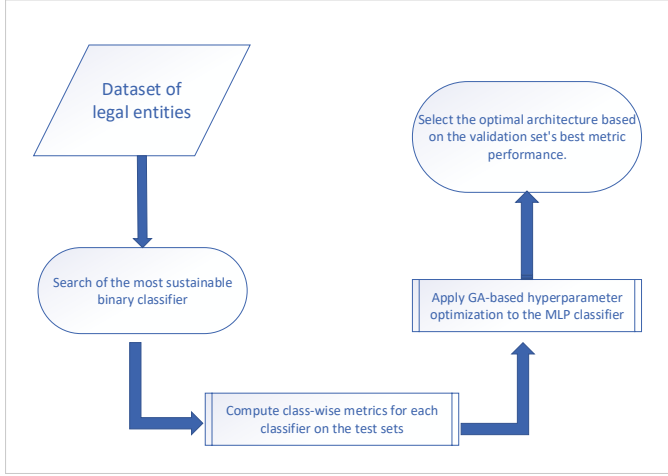 Dataset of
legal entities
Search of the most sustainable
binary classifier
Compute class-wise metrics for each
classifier on the test sets
Apply GA-based hyperparameter
optimization to the MLP classifier
Select the optimal architecture based
on the validation set's best metric
performance.